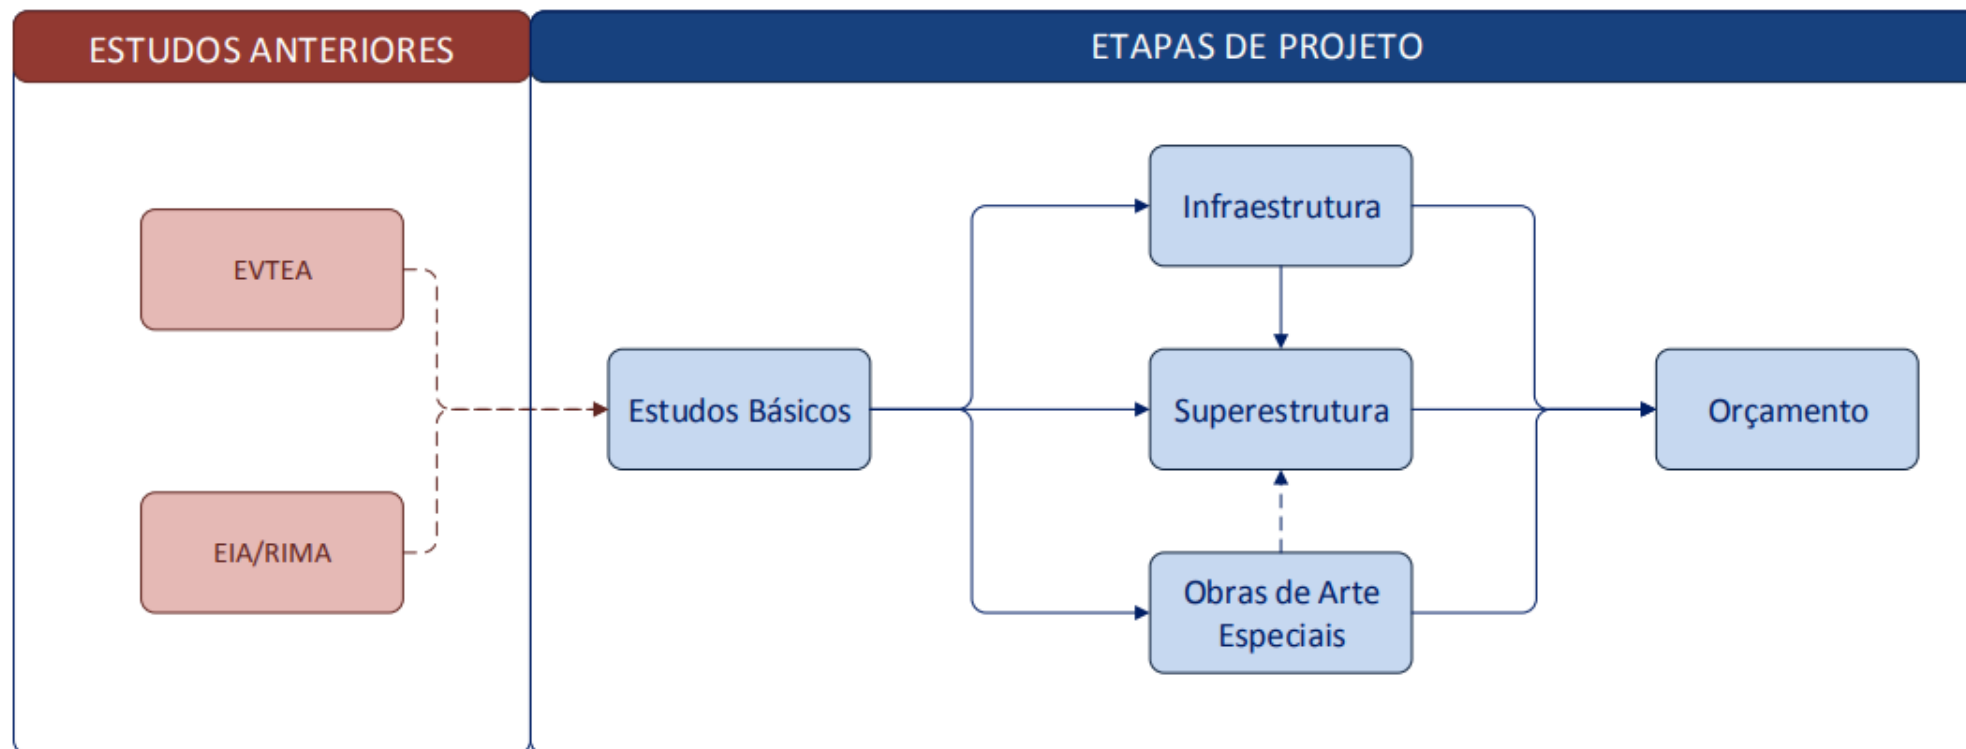 ESTUDOS ANTERIORES
ETAPAS DE PROJETO
EVTEA
EIA/RIMA
Estudos Básicos
Infraestrutura
Superestrutura
Obras de Arte
Especiais
Orçamento